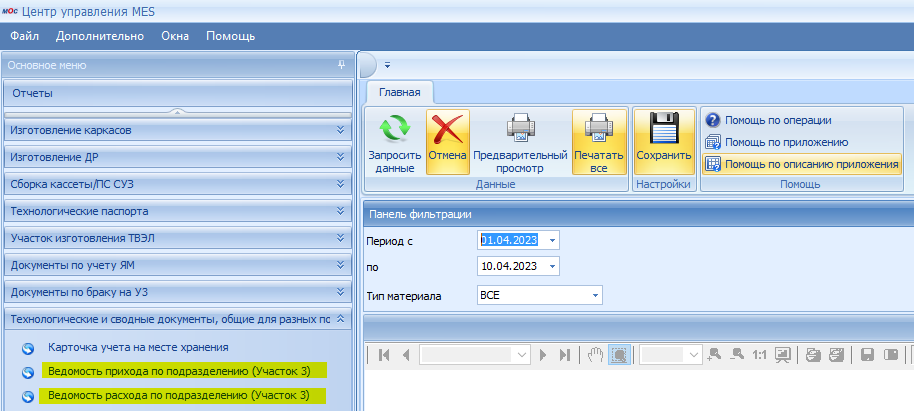 МОС Центр управления MES
Файл Дополнительно Окна Помощь
Основное меню
Отчеты
Изготовление каркасов
Изготовление ДР
Сборка кассеты/ПС СУЗ
Технологические паспорта
Участок изготовления ТВЭЛ
Документы по учету ЯМ
Документы по браку на УЗ
Технологические и сводные документы, общие для разных по
Карточка учета на месте хранения
Ведомость прихода по подразделению (Участок 3)
Ведомость расхода по подразделению (Участок 3)
Главная
Запросить данные
Отмена
Предварительный просмотр
Печатать все
Данные
Сохранить
Настройки
Помощь по операции
Помощь по приложению
Помощь по описанию приложения
Помощь
Панель фильтрации
Период с 01.04.2023
по 10.04.2023
Тип материала ВСЕ
1:1